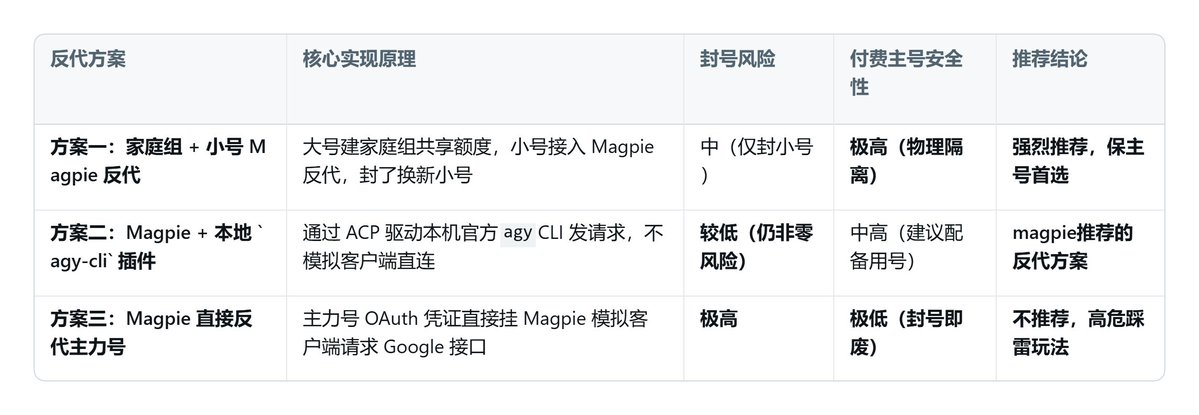 反代方案
核心实现原理
封号风险
付费主号安全
性
推荐结论
方案一：家庭组 + 小号 M
agpie 反代
大号建家庭组共享额度，小号接入 Magpie
反代，封了换新小号
中（仅封小号
）
极高（物理隔
离）
强烈推荐，保主
号首选
方案二：Magpie + 本地 `
agy-cli` 插件
通过 ACP 驱动本机官方 agy CLI 发请求，不
模拟客户端直连
较低（仍非零
风险）
中高（建议配
备用号）
magpie推荐的
反代方案
方案三：Magpie 直接反
代主力号
主力号 OAuth 凭证直接挂 Magpie 模拟客
户端请求 Google 接口
极高
极低（封号即
废）
不推荐，高危踩
雷玩法